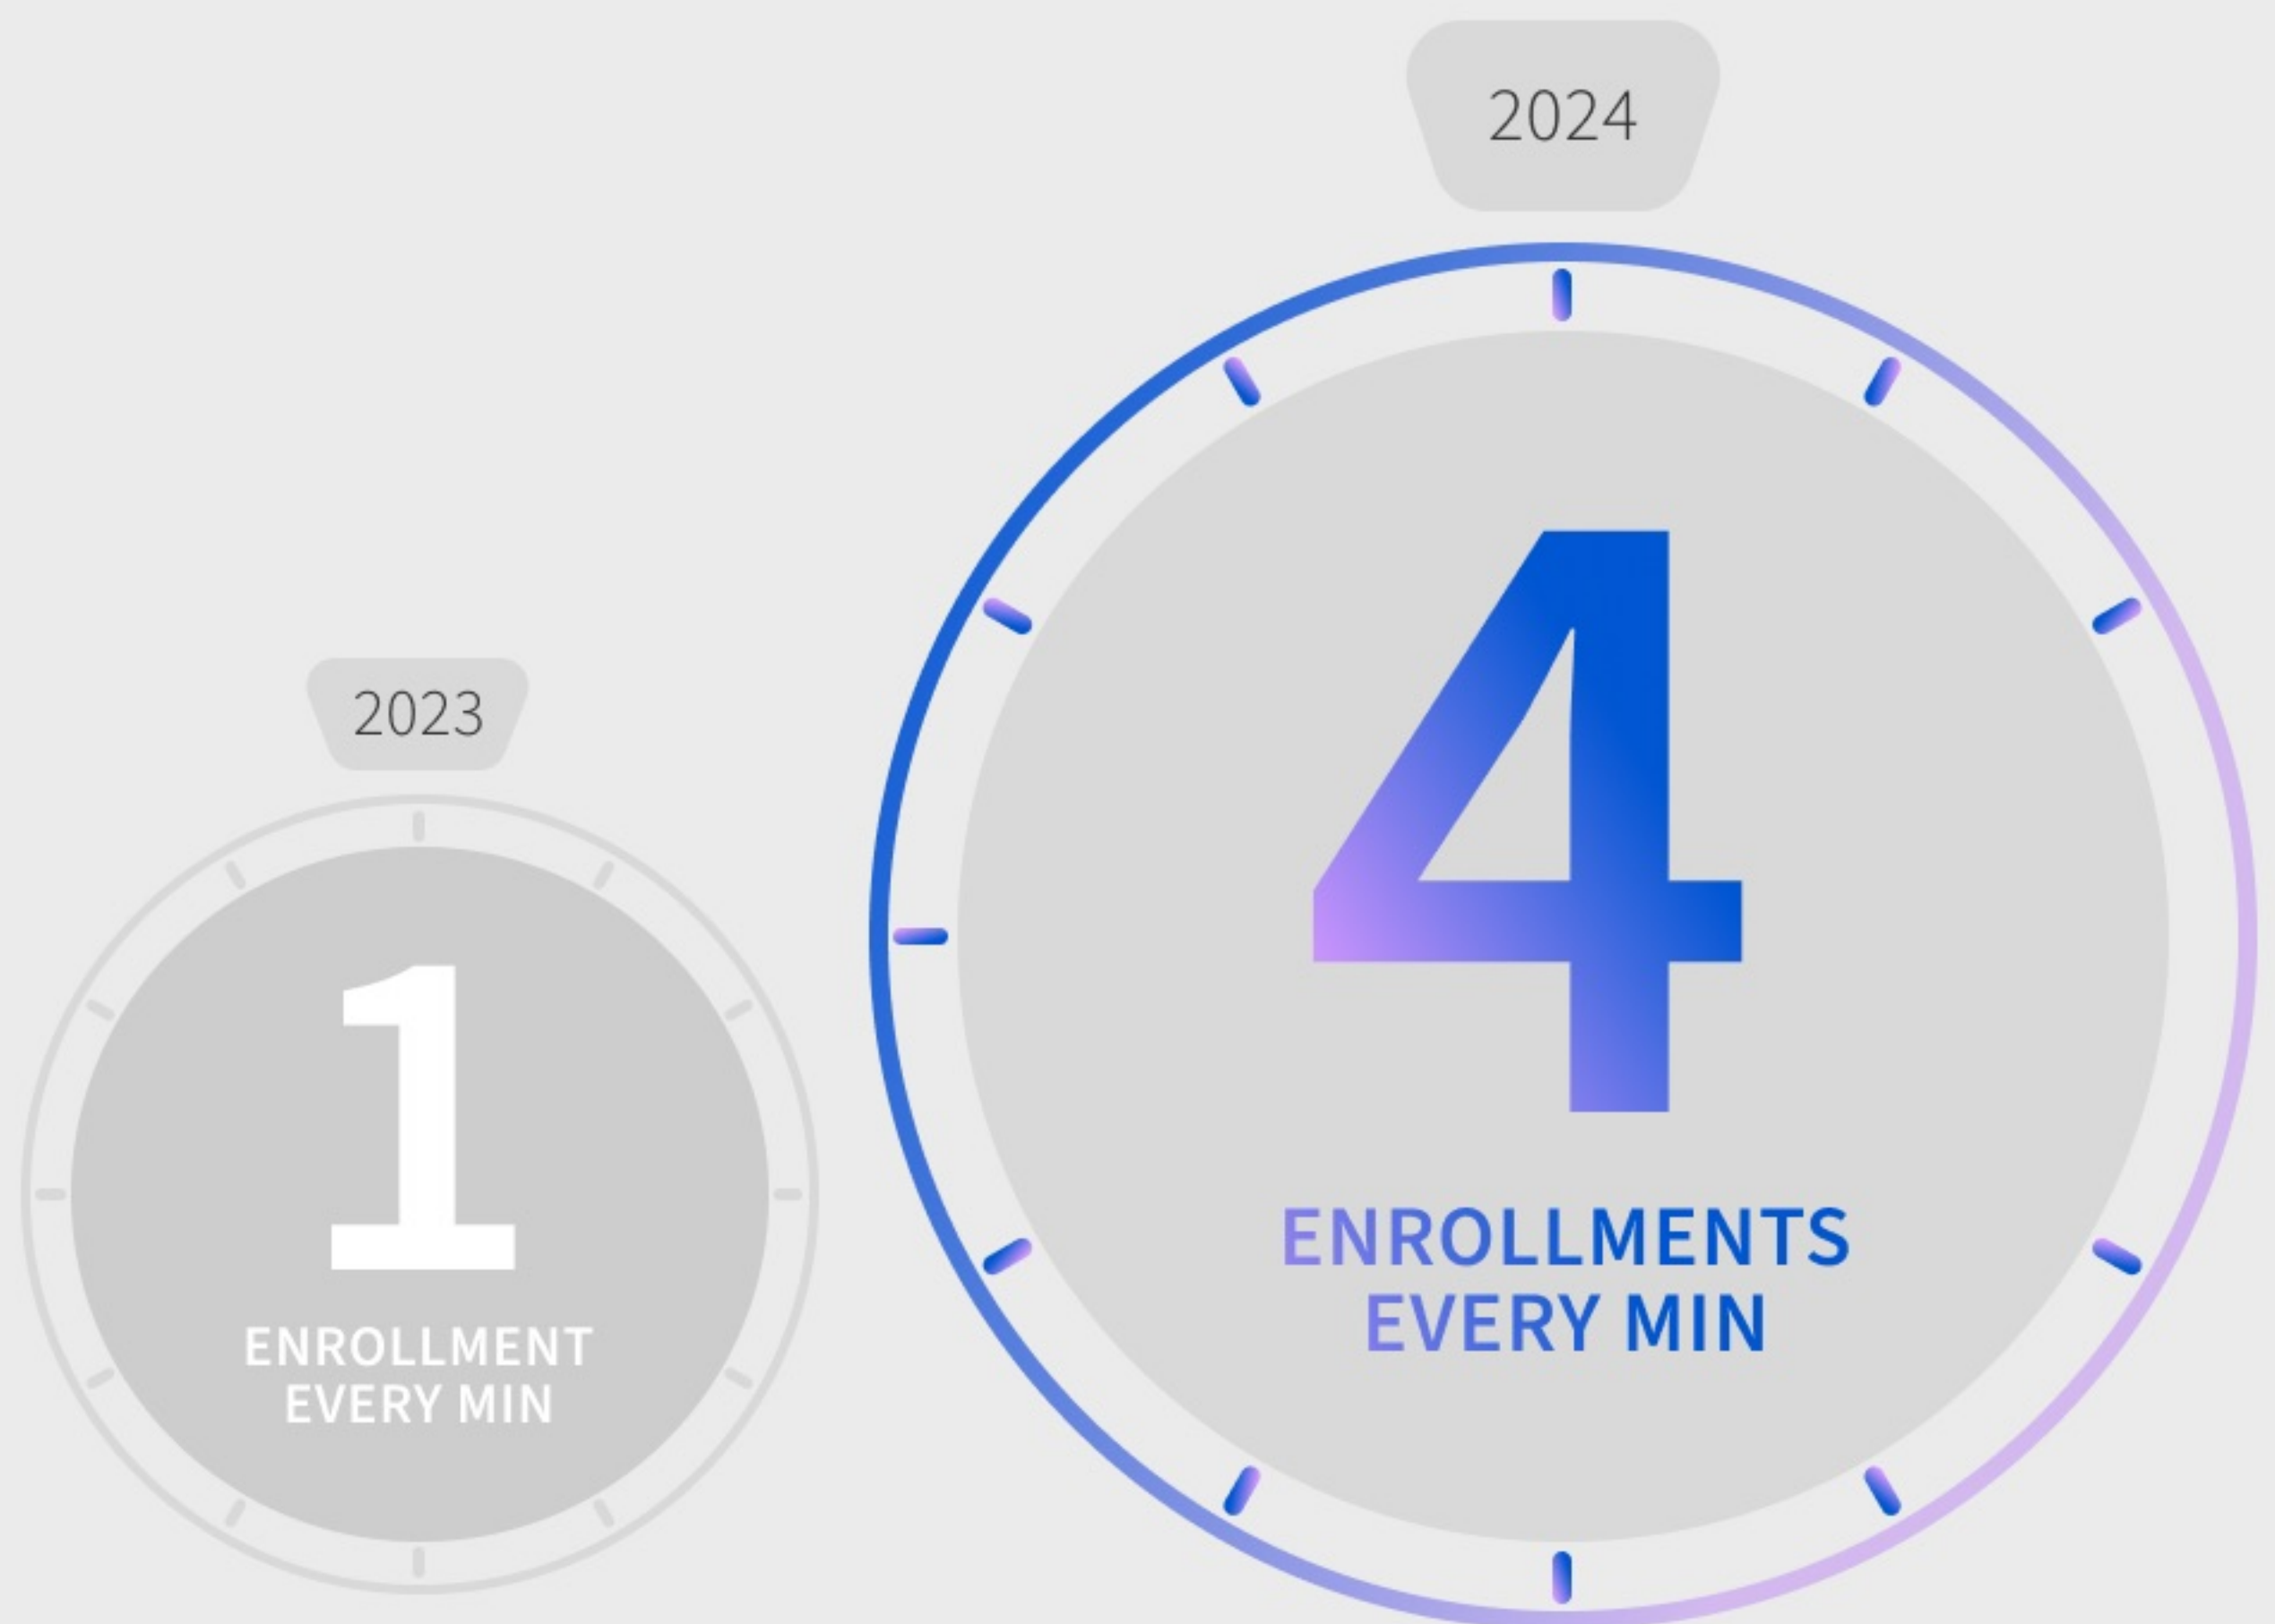 2023
1
ENROLLMENT
EVERY MIN
2024
4
ENROLLMENTS
EVERY MIN